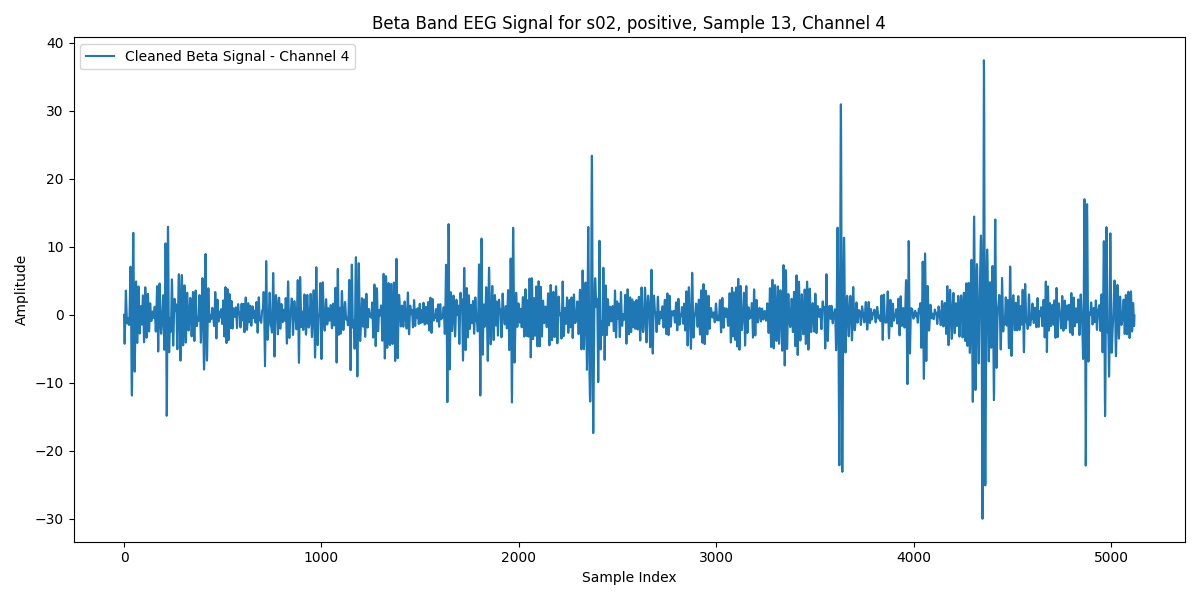 Beta Band EEG Signal for s02, positive, Sample 13, Channel 4
Cleaned Beta Signal - Channel 4
Amplitude
40
30
20
10
0
−10
−20
−30
0 1000 2000 3000 4000 5000
Sample Index